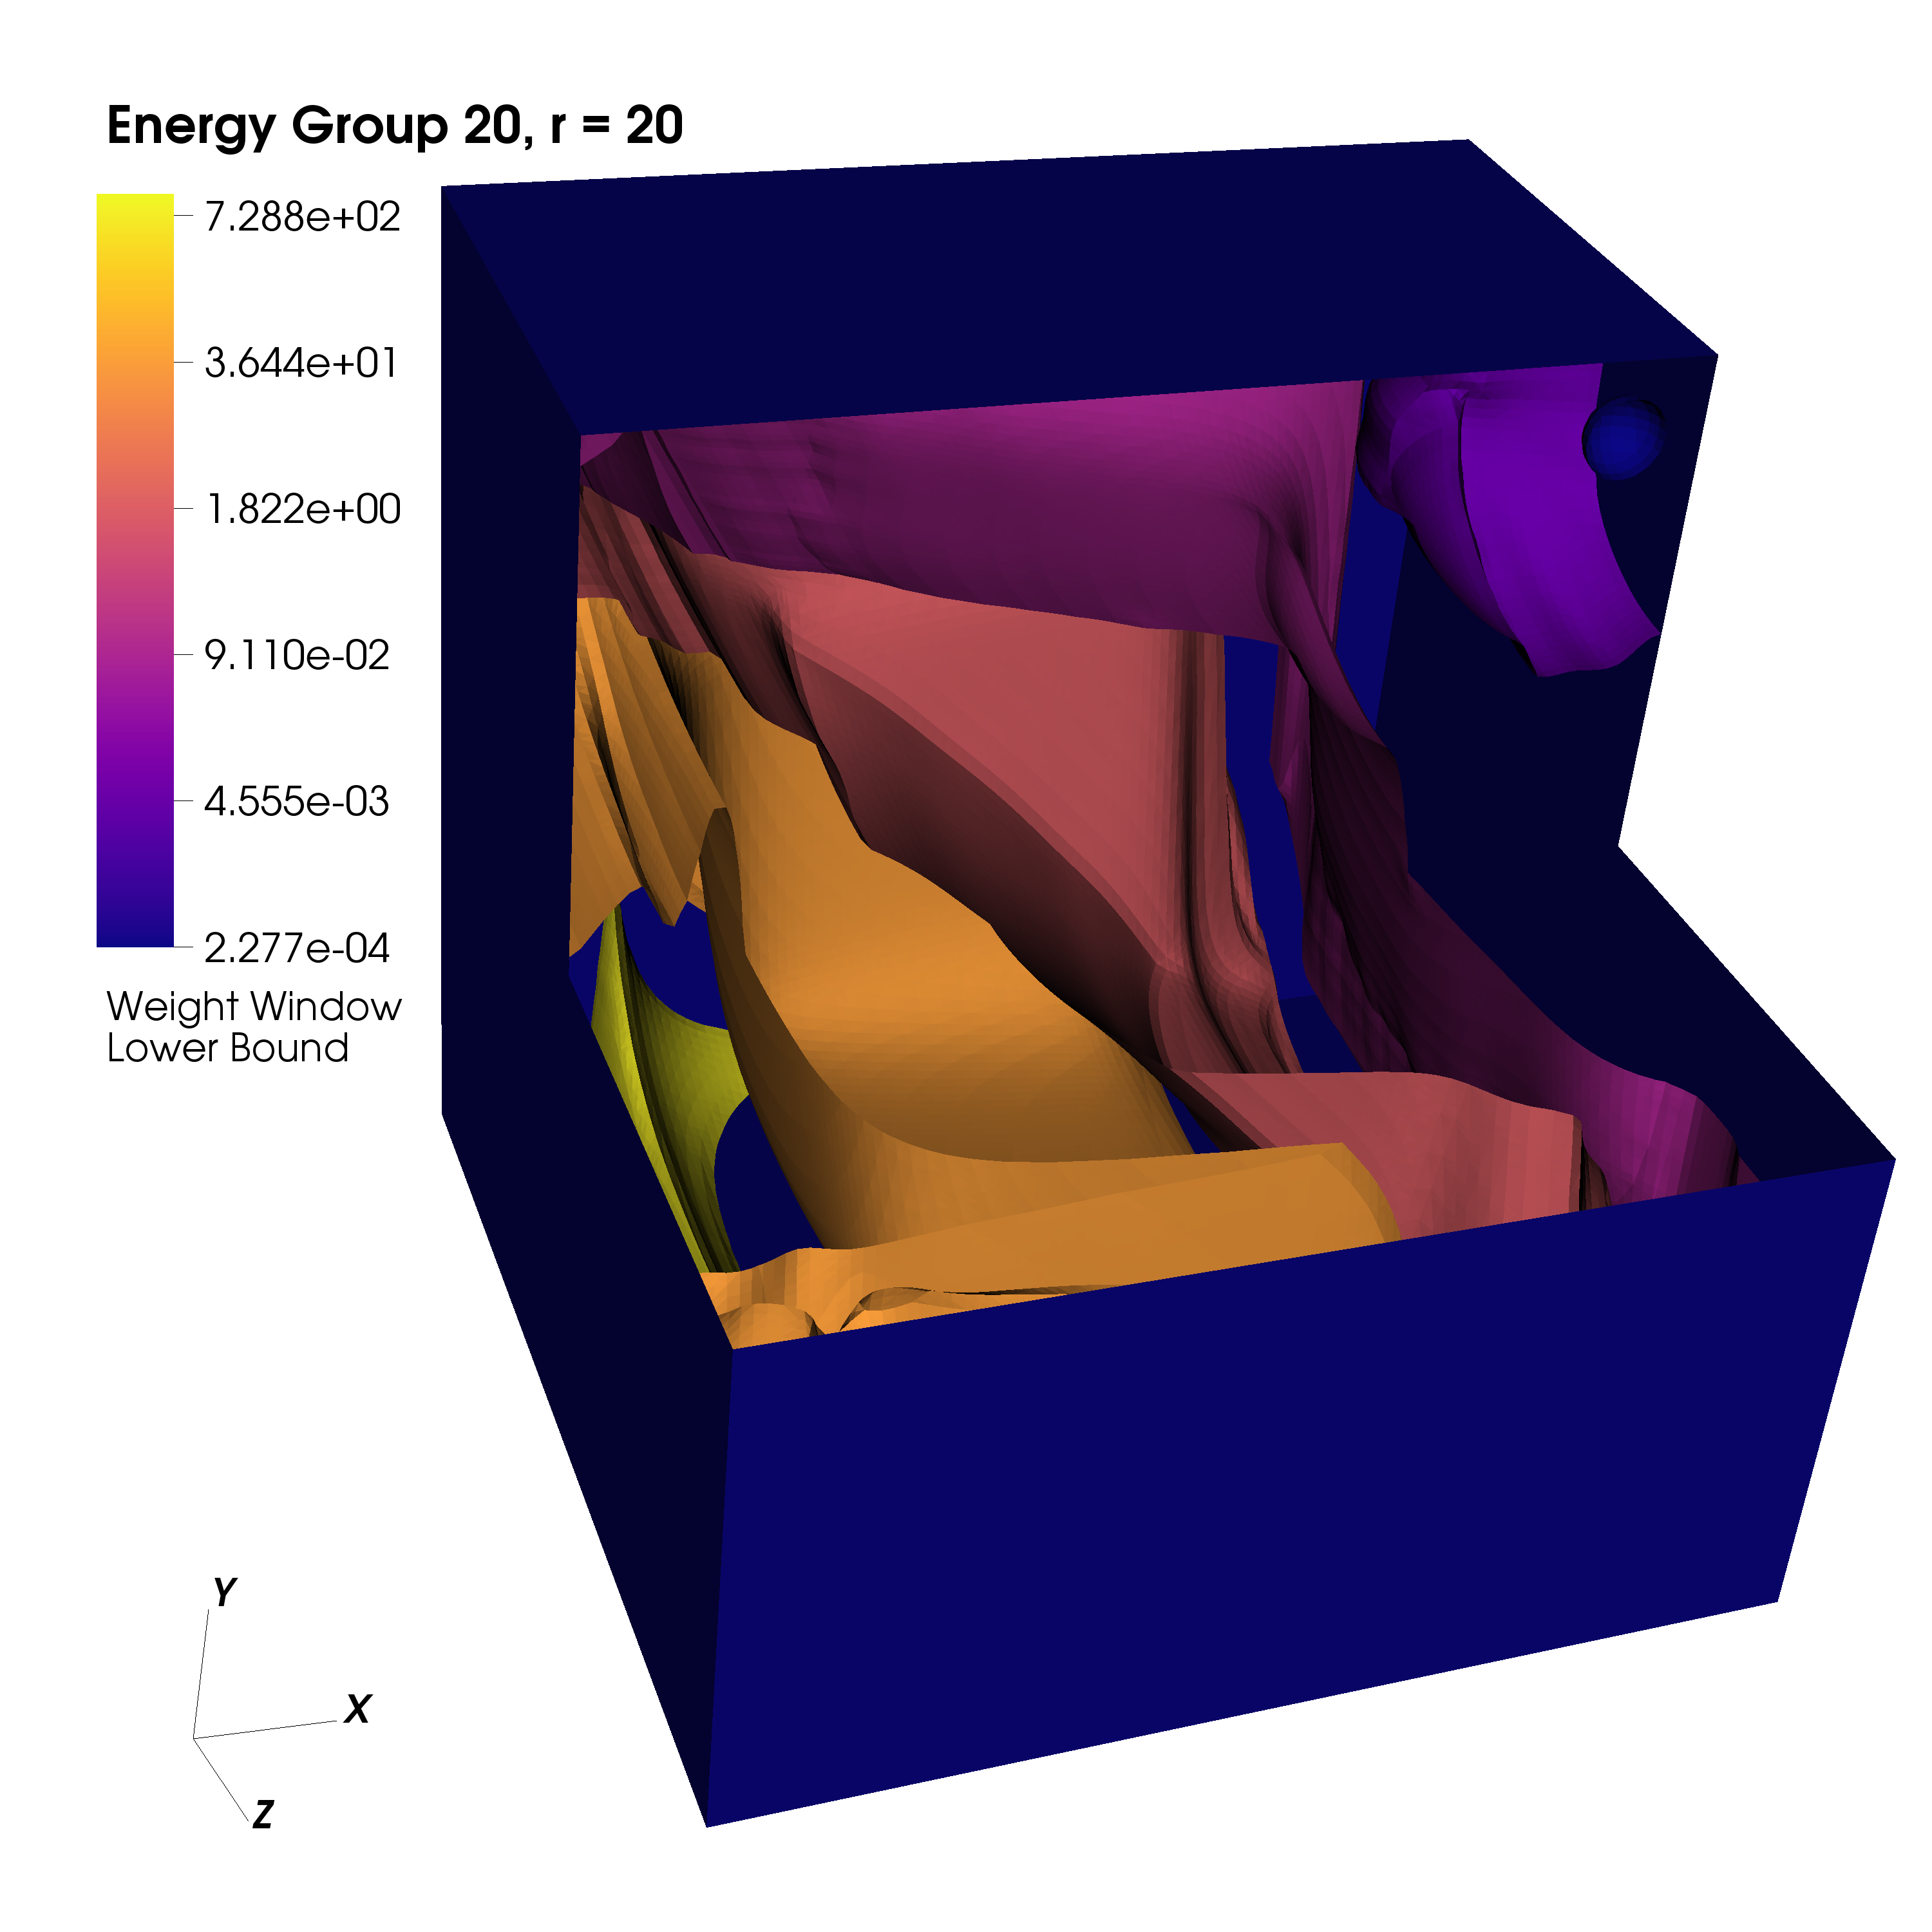 Energy Group 20, r = 20
7.288e+02
3.644e+01
1.822e+00
9.110e-02
4.555e-03
2.277e-04
Weight Window
Lower Bound
Y
X
Z